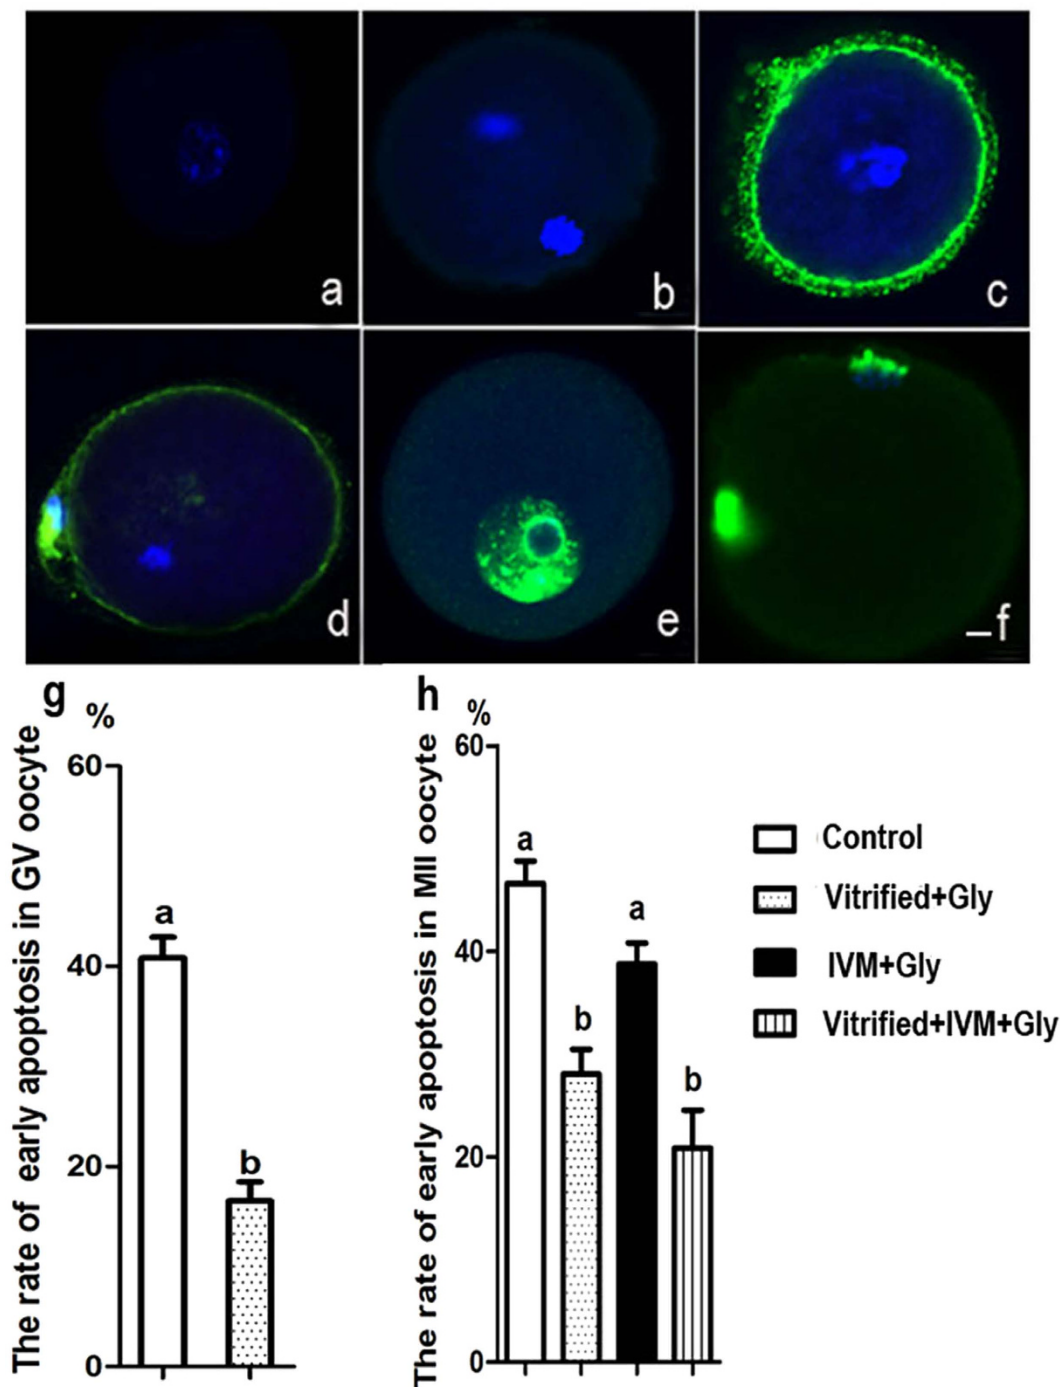 a
b
c
d
e
f
g
%
The rate of early apoptosis in GV oocyte
60
40
20
0
a
b
h
%
The rate of early apoptosis in MII oocyte
60
40
20
0
a
b
a
b
Control
Vitrified+Gly
IVM+Gly
Vitrified+IVM+Gly